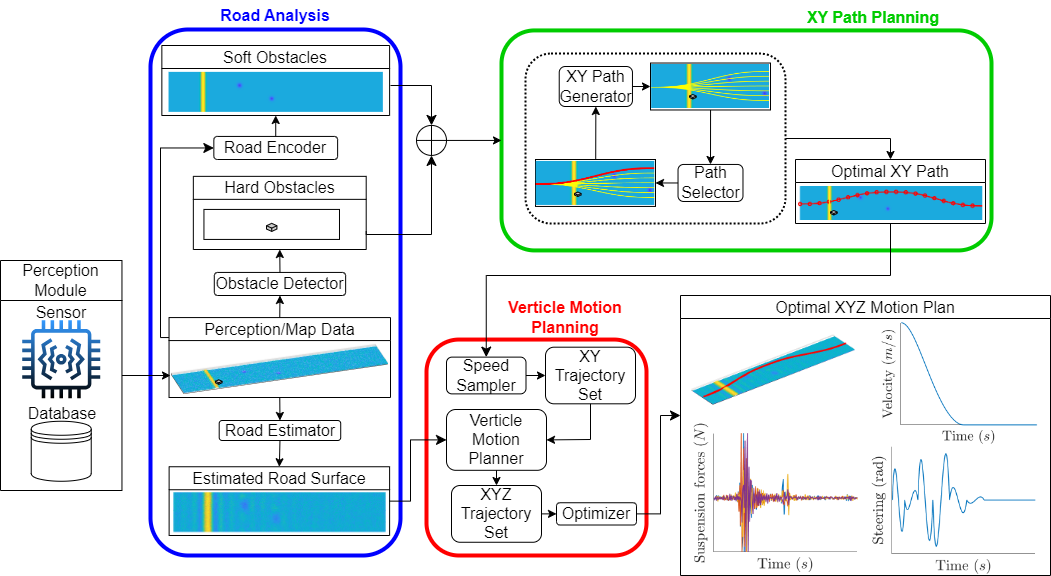 Road Analysis
XY Path Planning
Soft Obstacles
Road Encoder
Hard Obstacles
Obstacle Detector
Perception/Map Data
Road Estimator
Estimated Road Surface
Perception
Module
Sensor
Database
XY Path
Generator
Path
Selector
Optimal XY Path
Verticle Motion
Planning
Speed
Sampler
XY
Trajectory
Set
Verticle
Motion
Planner
XYZ
Trajectory
Set
Optimizer
Optimal XYZ Motion Plan
Velocity (m/s)
Time (s)
Suspension forces (N)
Time (s)
Steering (rad)
Time (s)